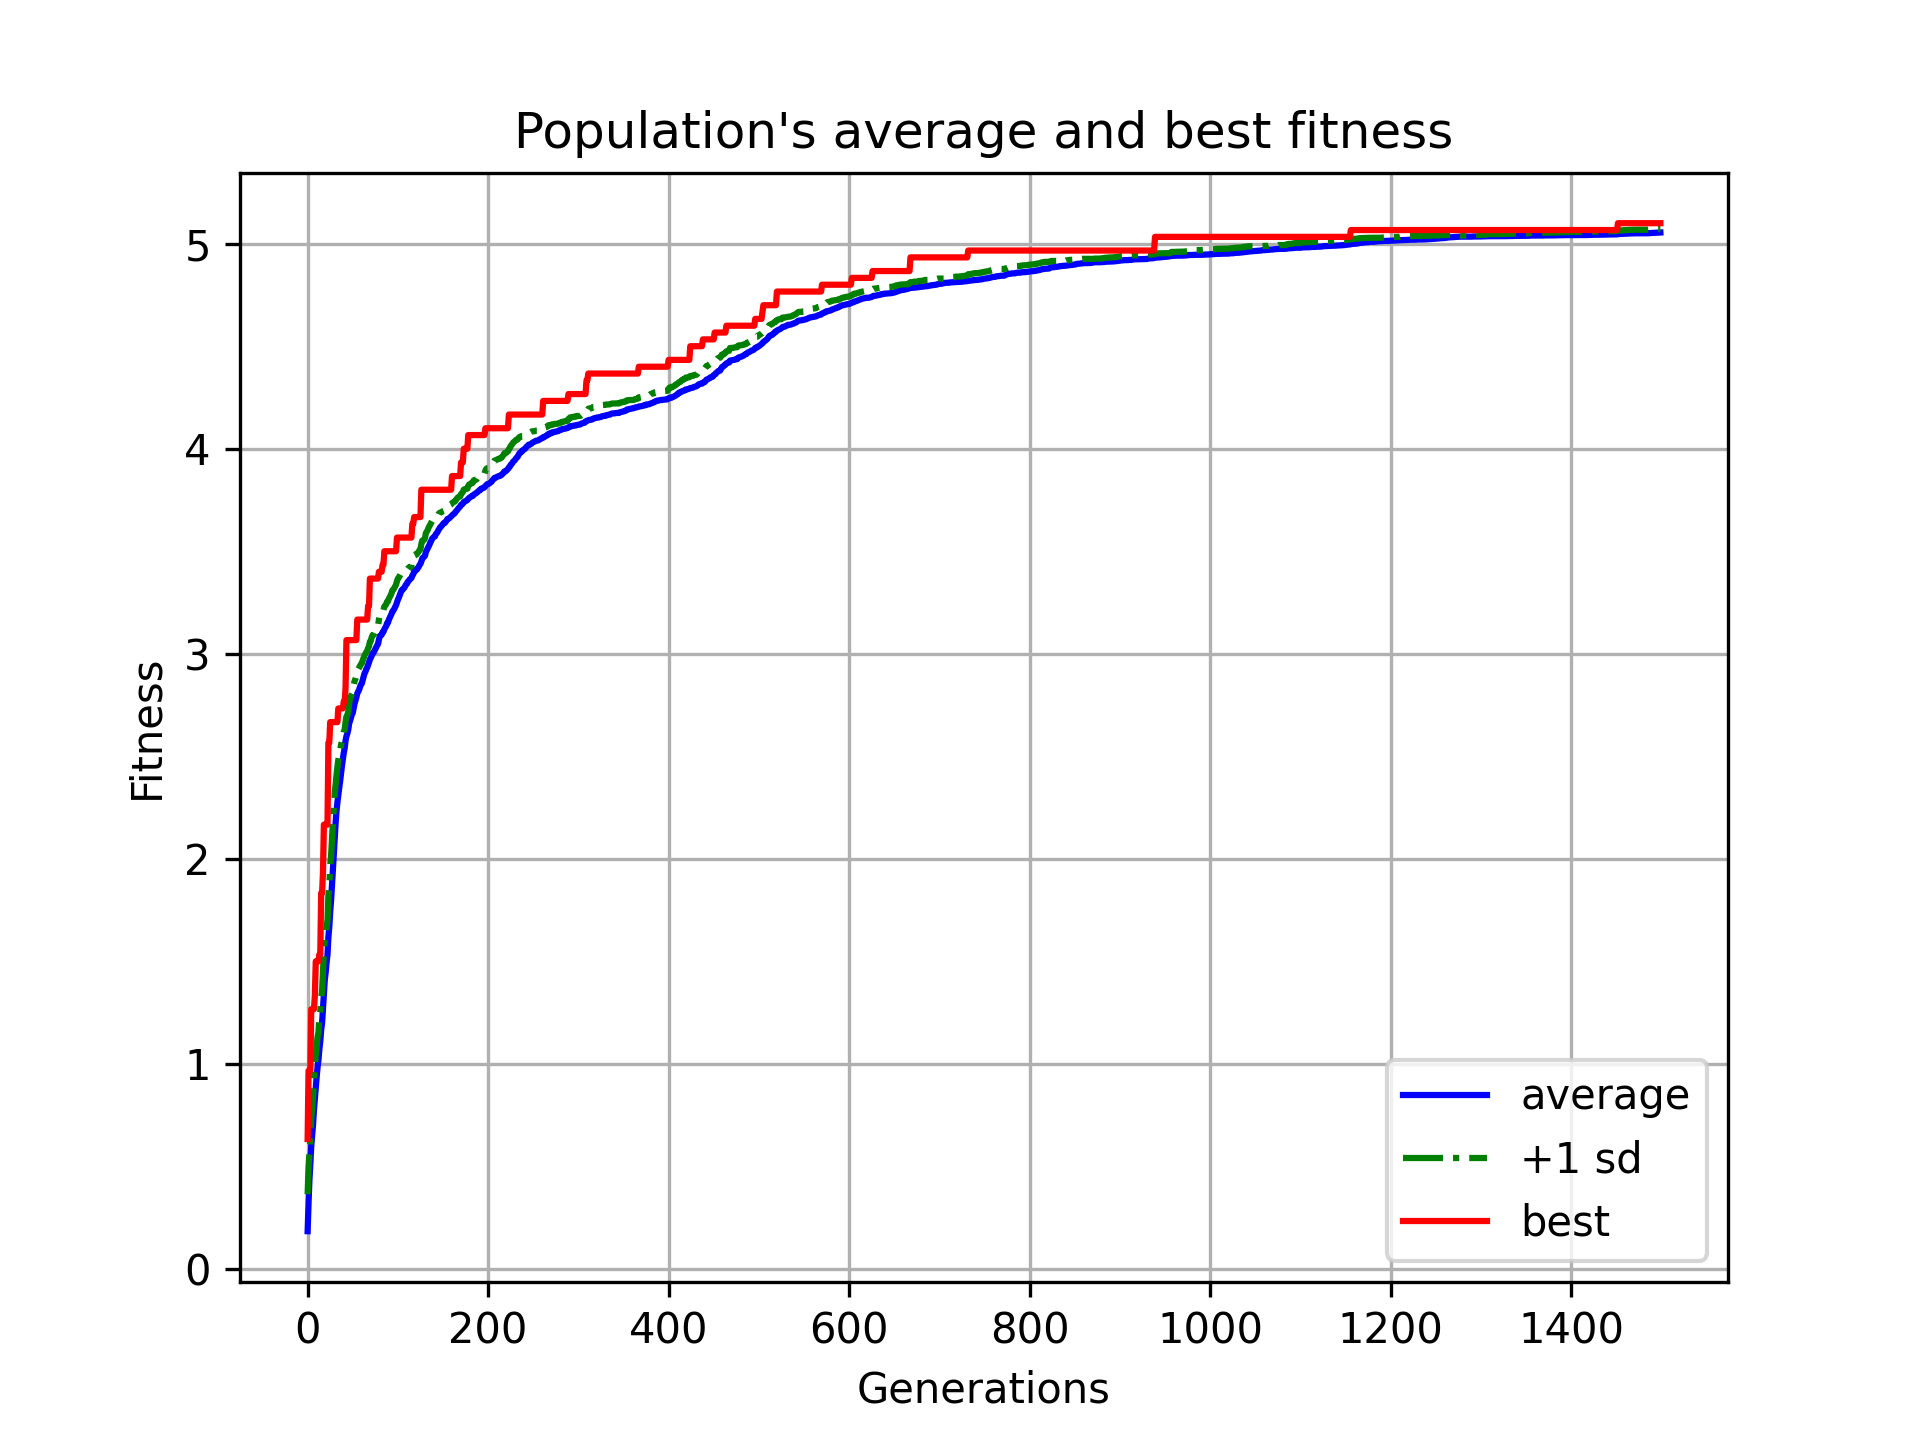 Population's average and best fitness
Fitness
5
4
3
2
1
0
0 200 400 600 800 1000 1200 1400
Generations
average
+1 sd
best